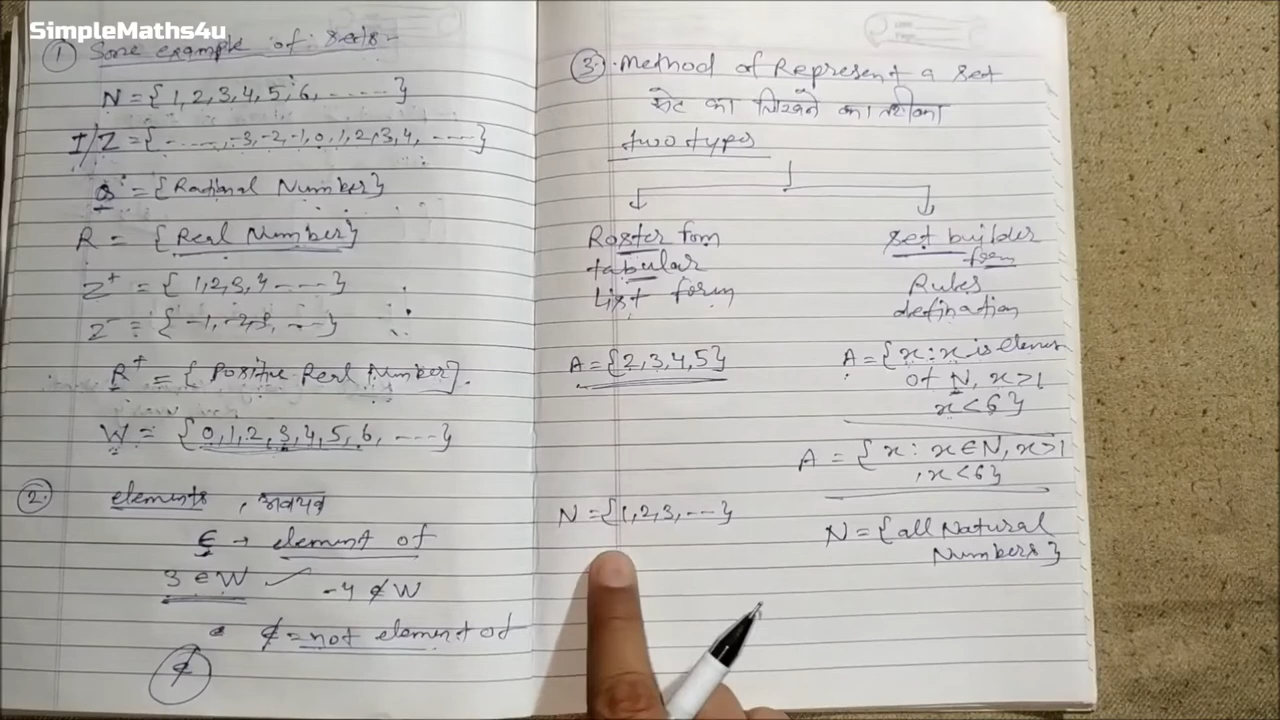 SimpleMaths4u
① Some example of sets -
N = {1,2,3,4,5,6, ------}
I/Z = {------, -3,-2,-1,0,1,2,3,4, -----}
Q = {Rational Number}
R = {Real Number}
Z⁺ = {1,2,3,4 -----}
Z⁻ = {-1,-2,3, ----}
R⁺ = {Positive Real Number}.
W = {0,1,2,3,4,5,6, ----}
②. elements, अवयव
∈ → element of
3 ∈ W ✓ -4 ∉ W
∉ = not element of
∉
③. Method of Represent a set
सेट को लिखने का तरीका
two types
Roster fom
tabular
List form
A = {2,3,4,5}
N = {1,2,3,---}
set builder
form
Rules
defination
A = {x : x is elemen
of N, x>1
x<6}
A = {x : x∈N, x>1
, x<6}
N = {all Natural
Numbers}